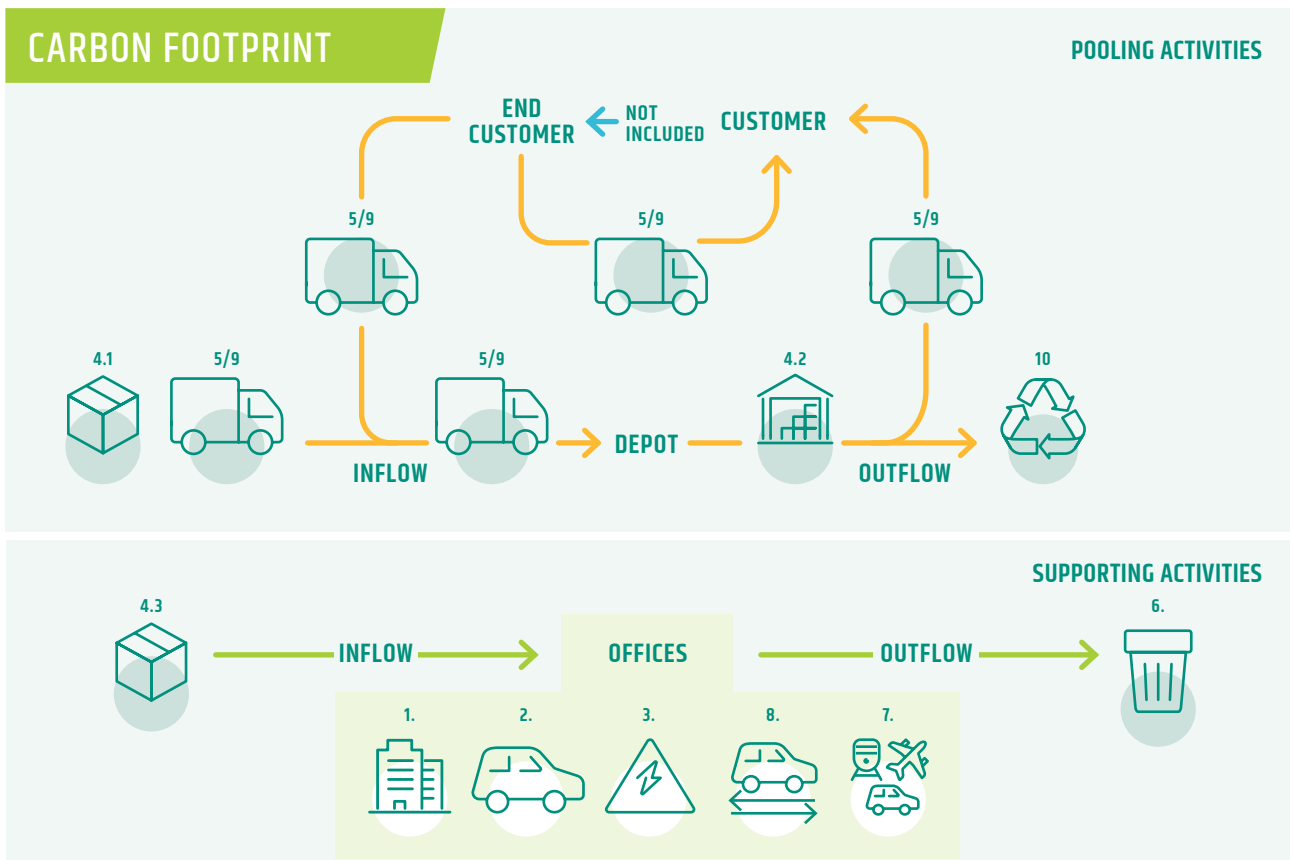 CARBON FOOTPRINT
POOLING ACTIVITIES
END
CUSTOMER
NOT
INCLUDED
CUSTOMER
5/9
5/9
5/9
4.1
5/9
5/9
4.2
10
INFLOW
DEPOT
OUTFLOW
SUPPORTING ACTIVITIES
4.3
6.
INFLOW
OFFICES
OUTFLOW
1.
2.
3.
8.
7.